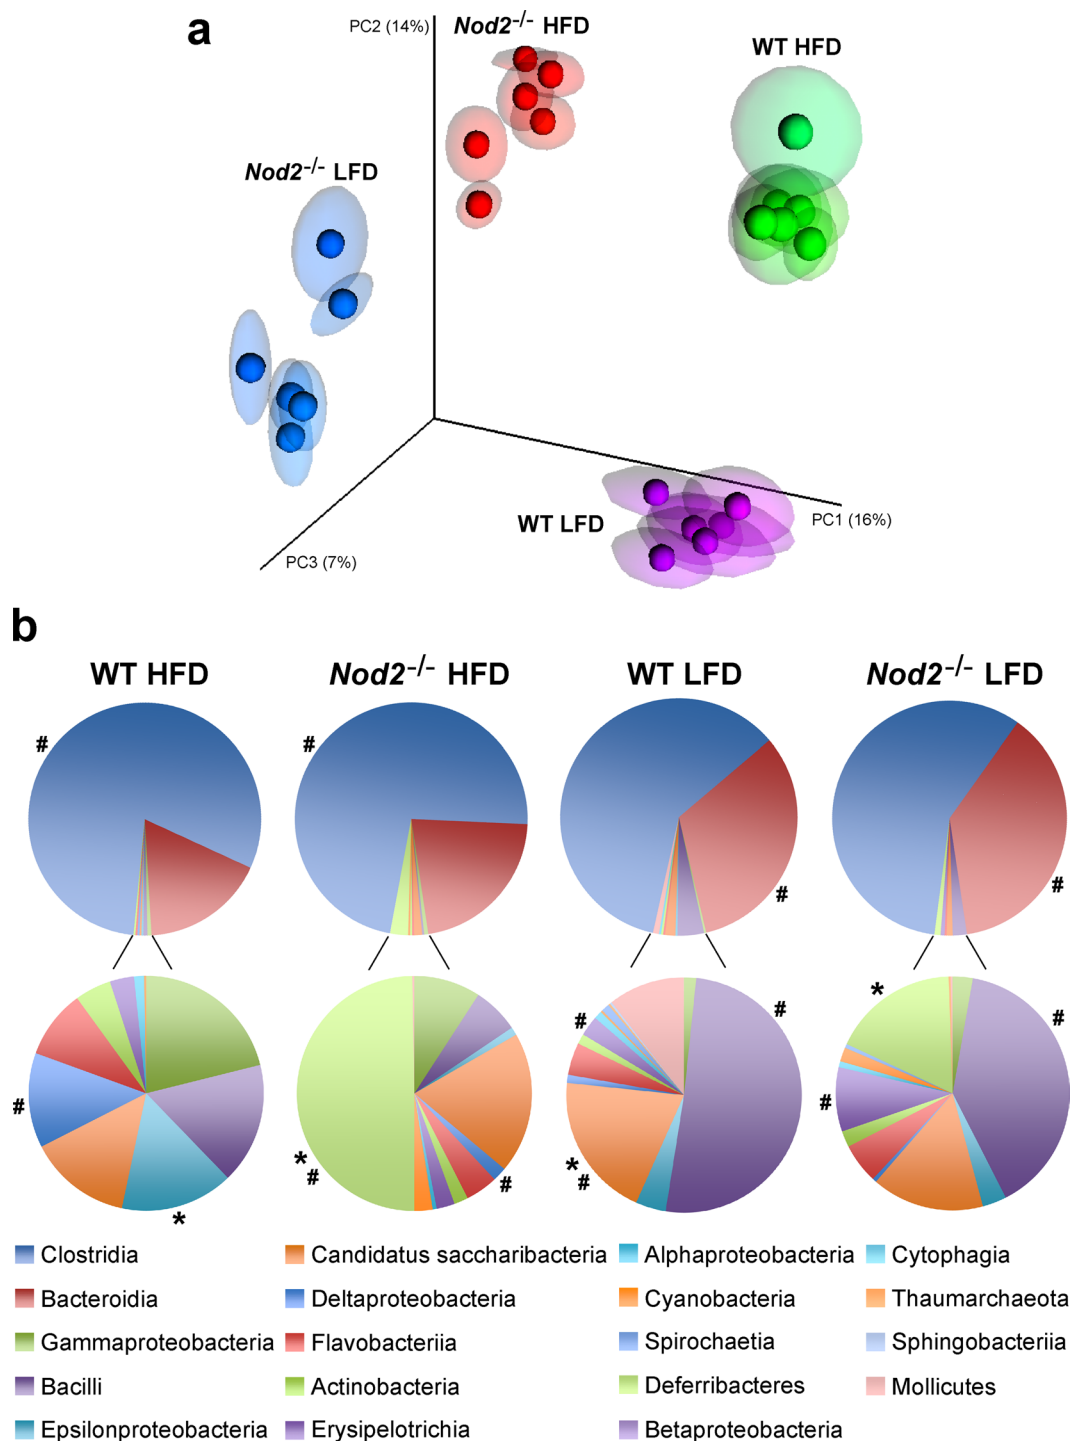 a
PC2 (14%)
Nod2-/- HFD
WT HFD
Nod2-/- LFD
WT LFD
PC1 (16%)
PC3 (7%)
b
WT HFD Nod2-/- HFD WT LFD Nod2-/- LFD
# #
# #
* # #
# # #
* # # * #
*
Clostridia Candidatus saccharibacteria Alphaproteobacteria Cytophagia
Bacteroidia Deltaproteobacteria Cyanobacteria Thaumarchaeota
Gammaproteobacteria Flavobacteriia Spirochaetia Sphingobacteriia
Bacilli Actinobacteria Deferribacteres Mollicutes
Epsilonproteobacteria Erysipelotrichia Betaproteobacteria